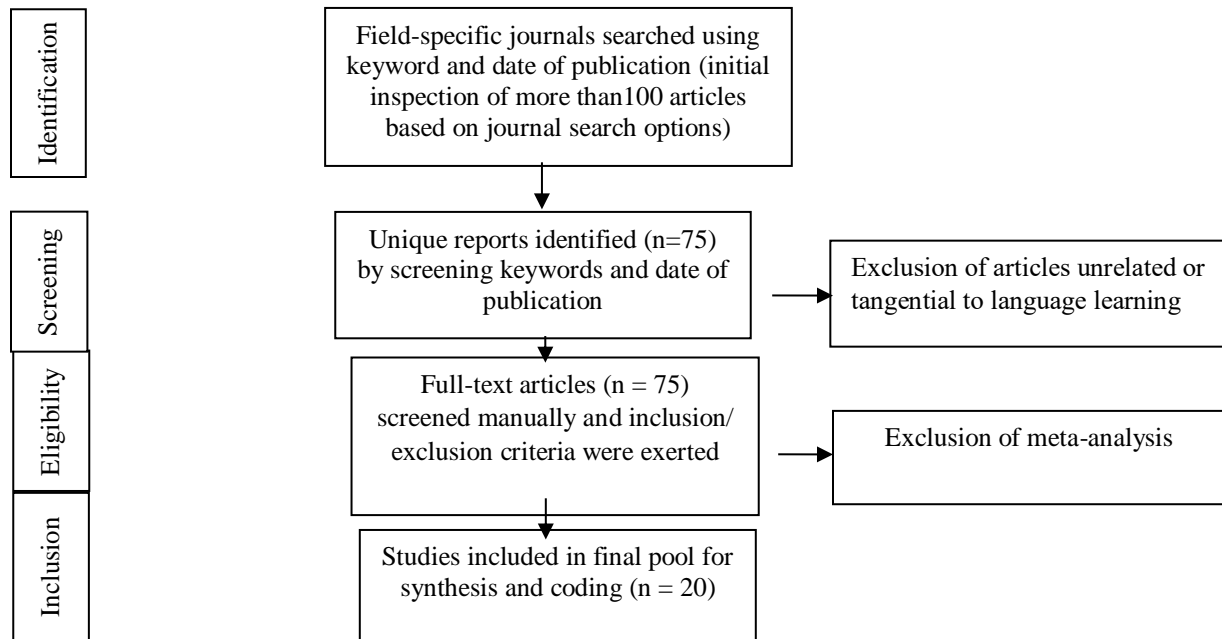 Identification
Field-specific journals searched using
keyword and date of publication (initial
inspection of more than100 articles
based on journal search options)
Screening
Unique reports identified (n=75)
by screening keywords and date of
publication
Exclusion of articles unrelated or
tangential to language learning
Eligibility
Full-text articles (n = 75)
screened manually and inclusion/
exclusion criteria were exerted
Exclusion of meta-analysis
Inclusion
Studies included in final pool for
synthesis and coding (n = 20)